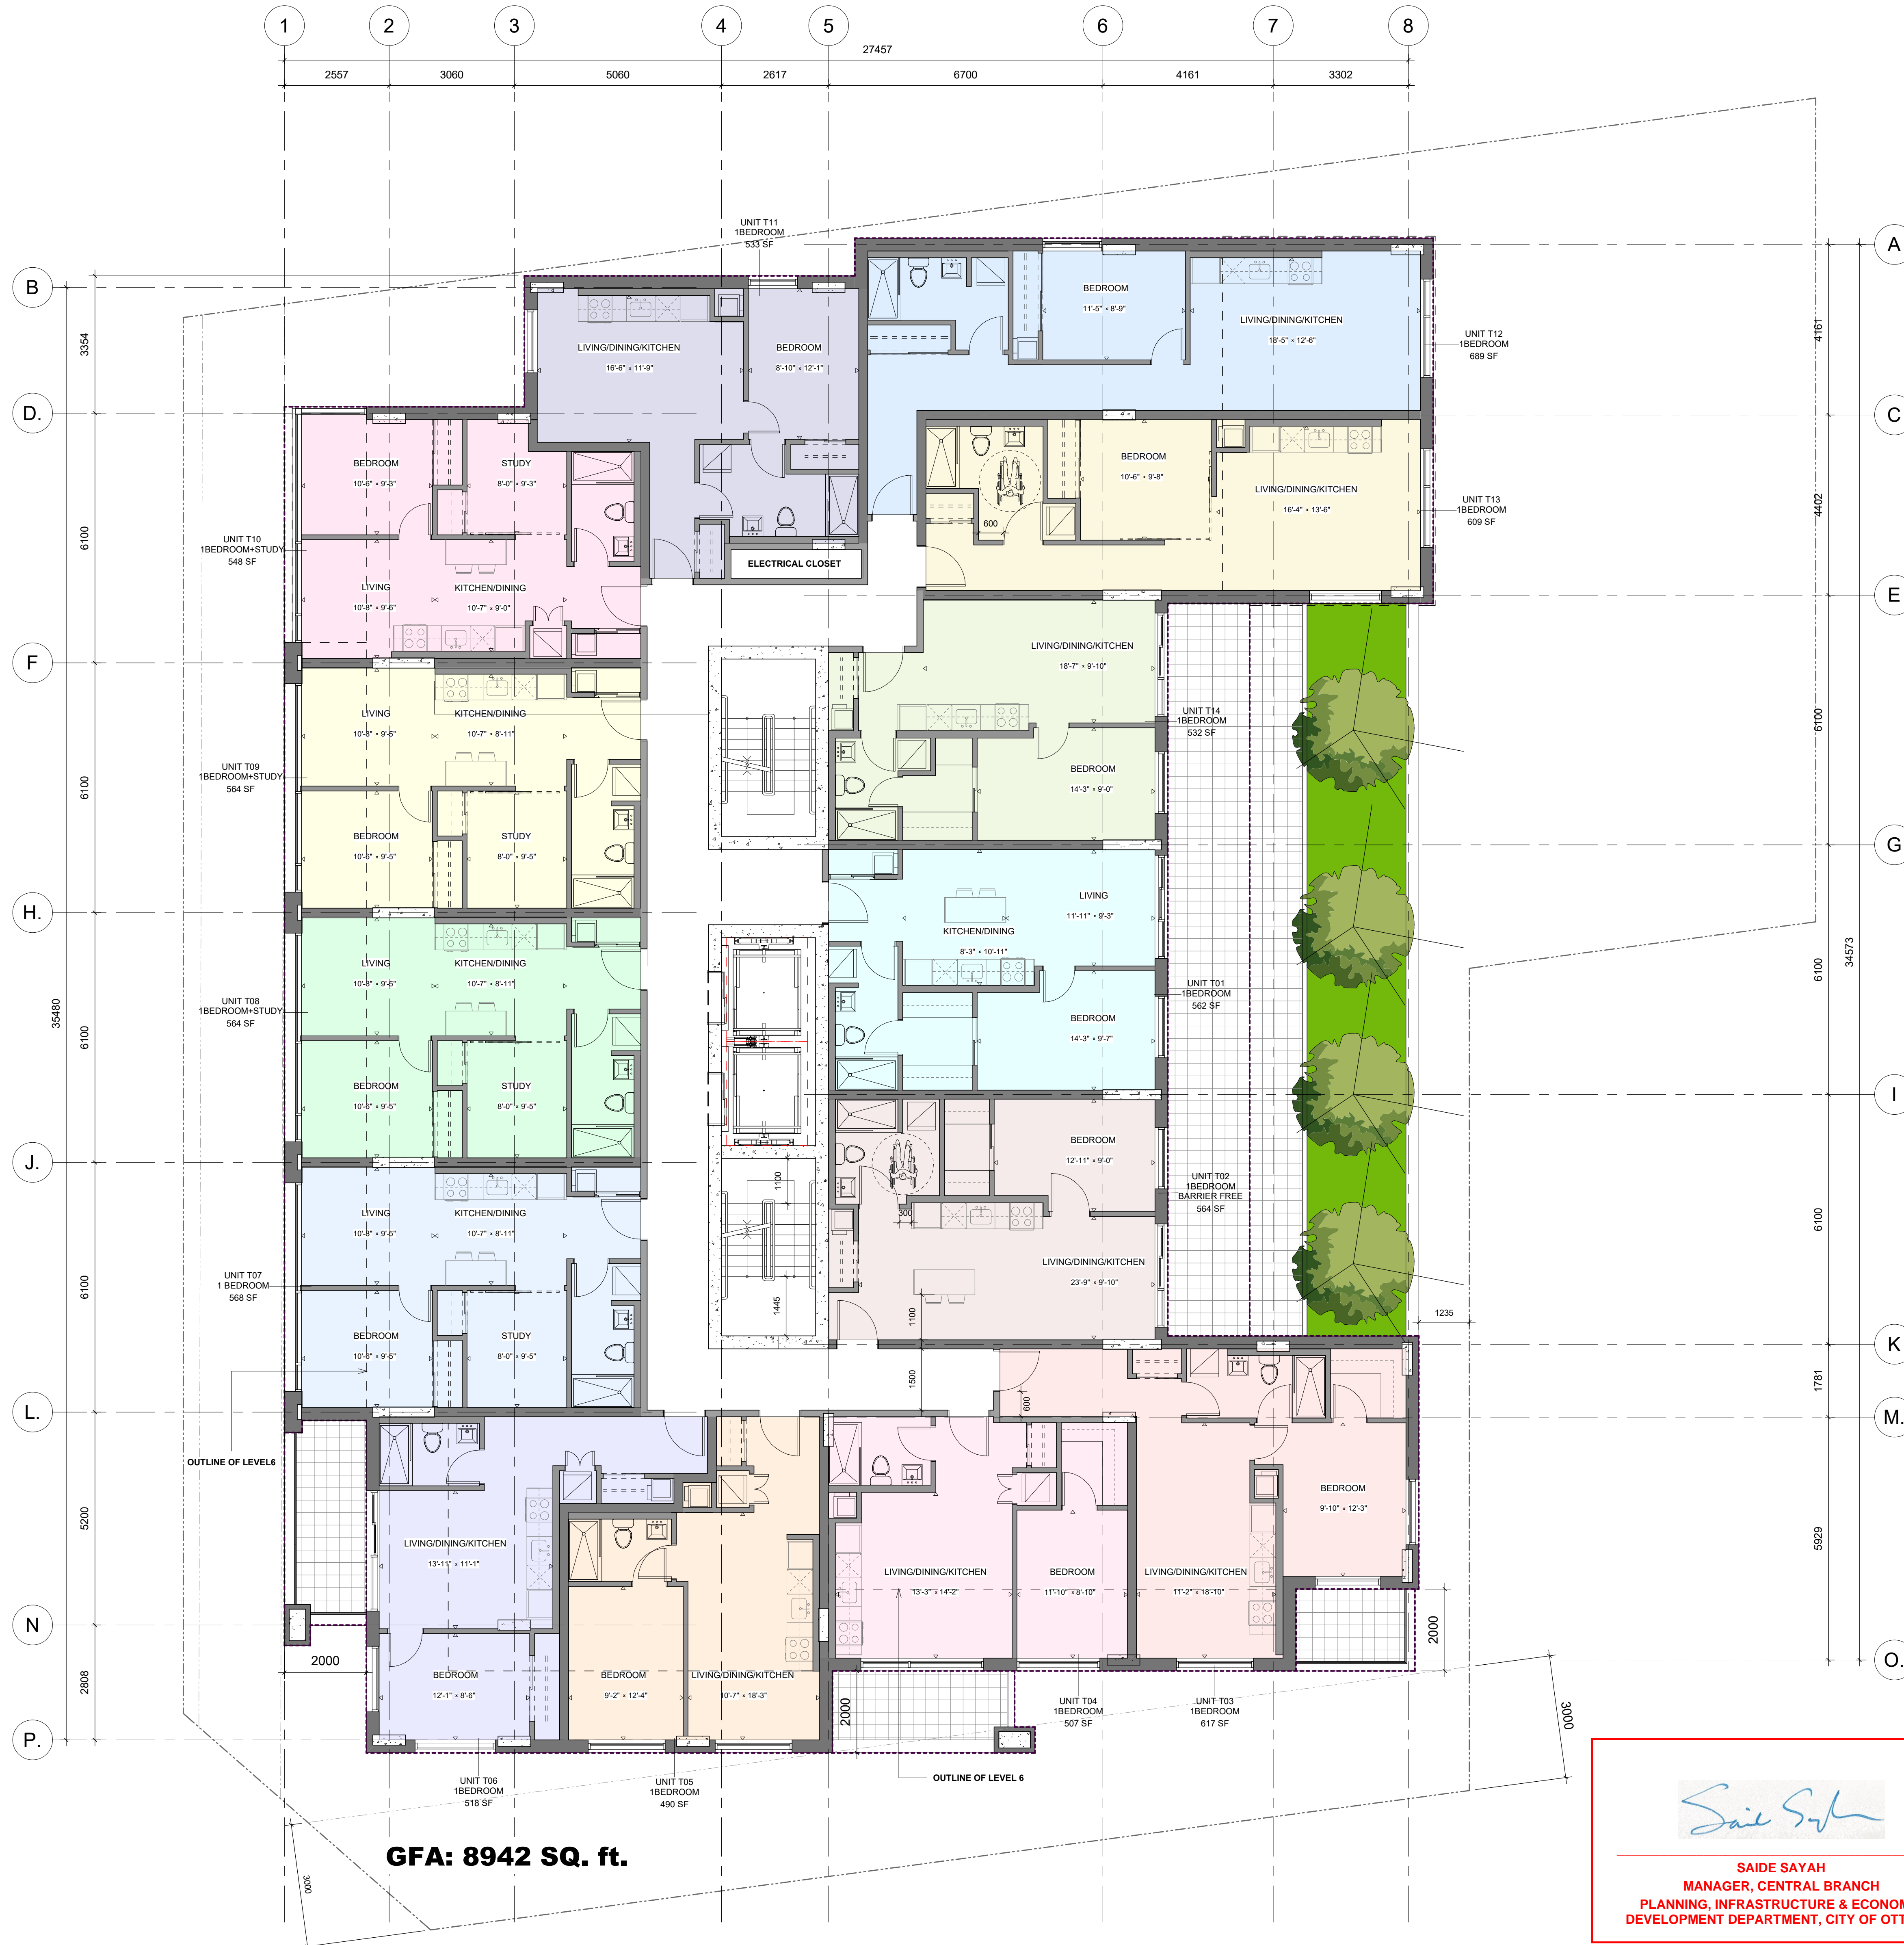 1
2
3
4
5
6
7
8
27457
2557
3060
5060
2617
6700
4161
3302
A
B
C
D.
E
F
G
H.
I
J.
K
L.
M.
N
O.
P.
3354
6100
6100
6100
6100
5200
2808
35480
4161
4402
6100
6100
6100
1781
5929
34573
UNIT T11
1BEDROOM
533 SF
LIVING/DINING/KITCHEN
16'-6" × 11'-9"
BEDROOM
8'-10" × 12'-1"
BEDROOM
11'-5" × 8'-9"
LIVING/DINING/KITCHEN
18'-5" × 12'-6"
UNIT T12
1BEDROOM
689 SF
BEDROOM
10'-6" × 9'-8"
LIVING/DINING/KITCHEN
16'-4" × 13'-6"
600
UNIT T13
1BEDROOM
609 SF
ELECTRICAL CLOSET
BEDROOM
10'-6" × 9'-3"
STUDY
8'-0" × 9'-3"
UNIT T10
1BEDROOM+STUDY
548 SF
LIVING
10'-8" × 9'-6"
KITCHEN/DINING
10'-7" × 9'-0"
LIVING/DINING/KITCHEN
18'-7" × 9'-10"
UNIT T14
1BEDROOM
532 SF
BEDROOM
14'-3" × 9'-0"
LIVING
10'-8" × 9'-5"
KITCHEN/DINING
10'-7" × 8'-11"
UNIT T09
1BEDROOM+STUDY
564 SF
BEDROOM
10'-6" × 9'-5"
STUDY
8'-0" × 9'-5"
LIVING
11'-11" × 9'-3"
KITCHEN/DINING
8'-3" × 10'-11"
UNIT T01
1BEDROOM
562 SF
BEDROOM
14'-3" × 9'-7"
LIVING
10'-8" × 9'-5"
KITCHEN/DINING
10'-7" × 8'-11"
UNIT T08
1BEDROOM+STUDY
564 SF
BEDROOM
10'-6" × 9'-5"
STUDY
8'-0" × 9'-5"
BEDROOM
12'-11" × 9'-0"
UNIT T02
1BEDROOM
BARRIER FREE
564 SF
300
LIVING/DINING/KITCHEN
23'-9" × 9'-10"
1100
1100
1445
1500
600
1235
LIVING
10'-8" × 9'-5"
KITCHEN/DINING
10'-7" × 8'-11"
UNIT T07
1 BEDROOM
568 SF
BEDROOM
10'-6" × 9'-5"
STUDY
8'-0" × 9'-5"
OUTLINE OF LEVEL6
LIVING/DINING/KITCHEN
13'-11" × 11'-1"
BEDROOM
12'-1" × 8'-6"
BEDROOM
9'-2" × 12'-4"
LIVING/DINING/KITCHEN
10'-7" × 18'-3"
LIVING/DINING/KITCHEN
13'-3" × 14'-2"
BEDROOM
11'-10" × 8'-10"
LIVING/DINING/KITCHEN
11'-2" × 18'-10"
BEDROOM
9'-10" × 12'-3"
2000
2000
2000
3000
3000
UNIT T04
1BEDROOM
507 SF
UNIT T03
1BEDROOM
617 SF
UNIT T06
1BEDROOM
518 SF
UNIT T05
1BEDROOM
490 SF
OUTLINE OF LEVEL 6
GFA: 8942 SQ. ft.
SAIDE SAYAH
MANAGER, CENTRAL BRANCH
PLANNING, INFRASTRUCTURE & ECONOM
DEVELOPMENT DEPARTMENT, CITY OF OTT